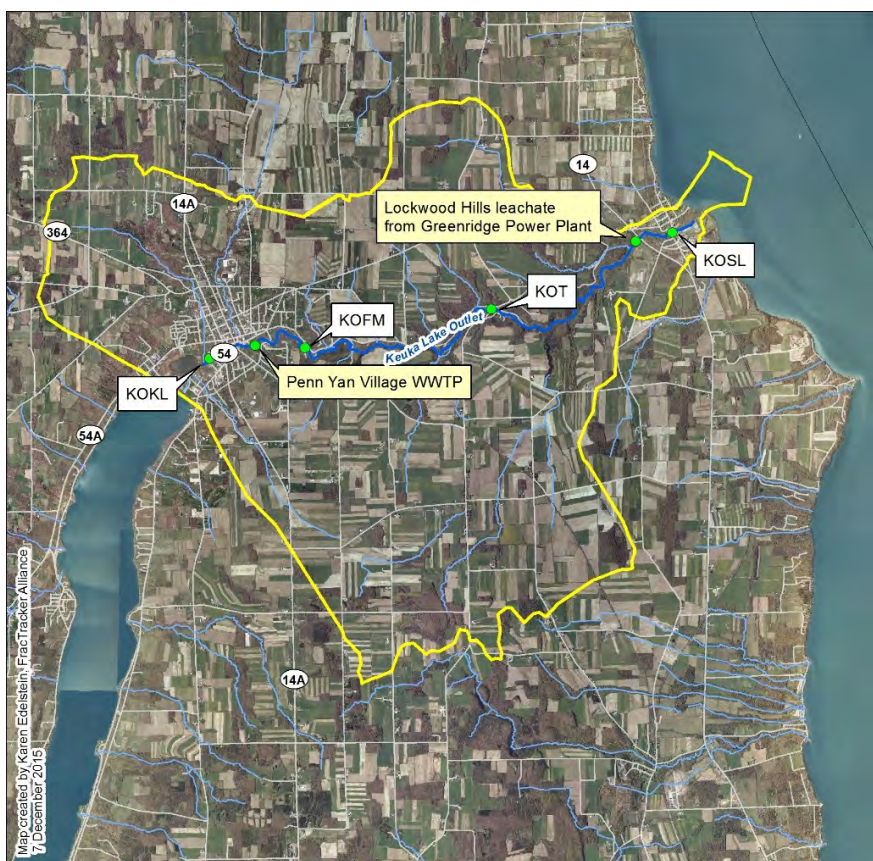 14
Lockwood Hills leachate
from Greenridge Power Plant
14A
364
KOSL
KOT
Keuka Lake Outlet
KOFM
54
KOKL
Penn Yan Village WWTP
54A
14A
Map created by Karen Edelstein, FracTracker Alliance
7 December 2015